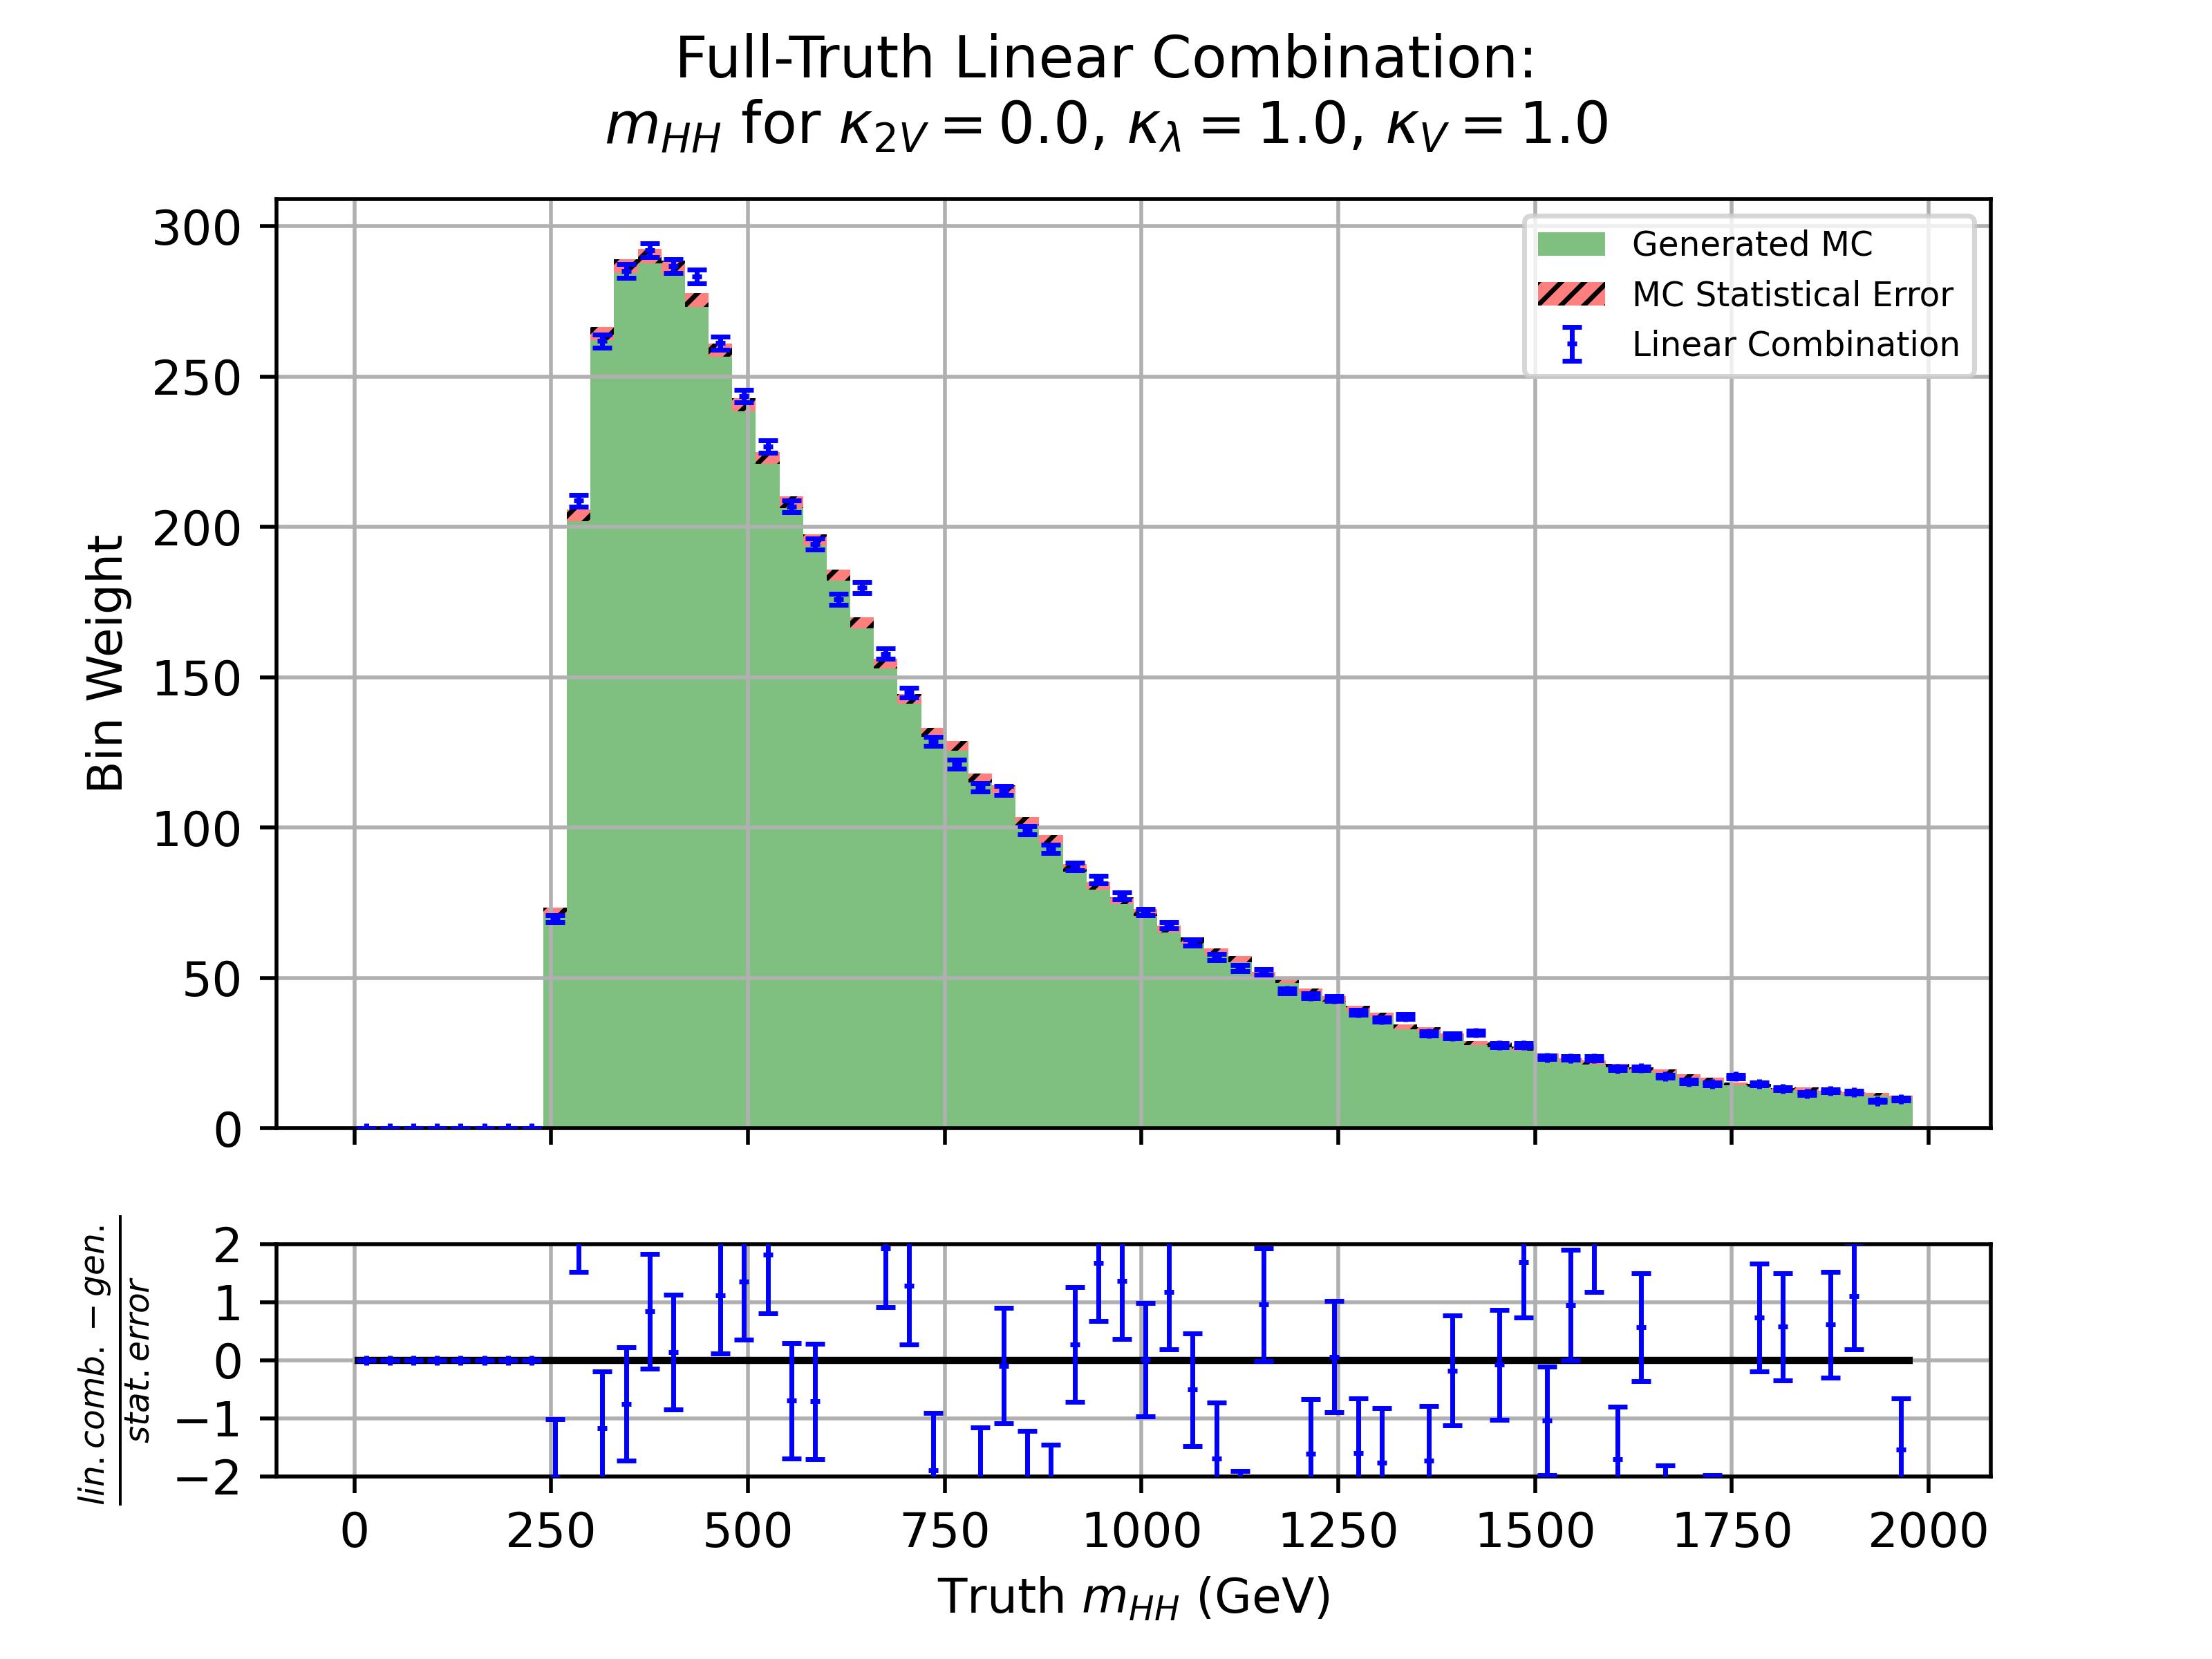 Full-Truth Linear Combination:
m_HH for κ_2V = 0.0, κ_λ = 1.0, κ_V = 1.0
300
250
200
150
100
50
0
Bin Weight
Generated MC
MC Statistical Error
Linear Combination
2
1
0
−1
−2
lin. comb. − gen.
stat. error
0 250 500 750 1000 1250 1500 1750 2000
Truth m_HH (GeV)